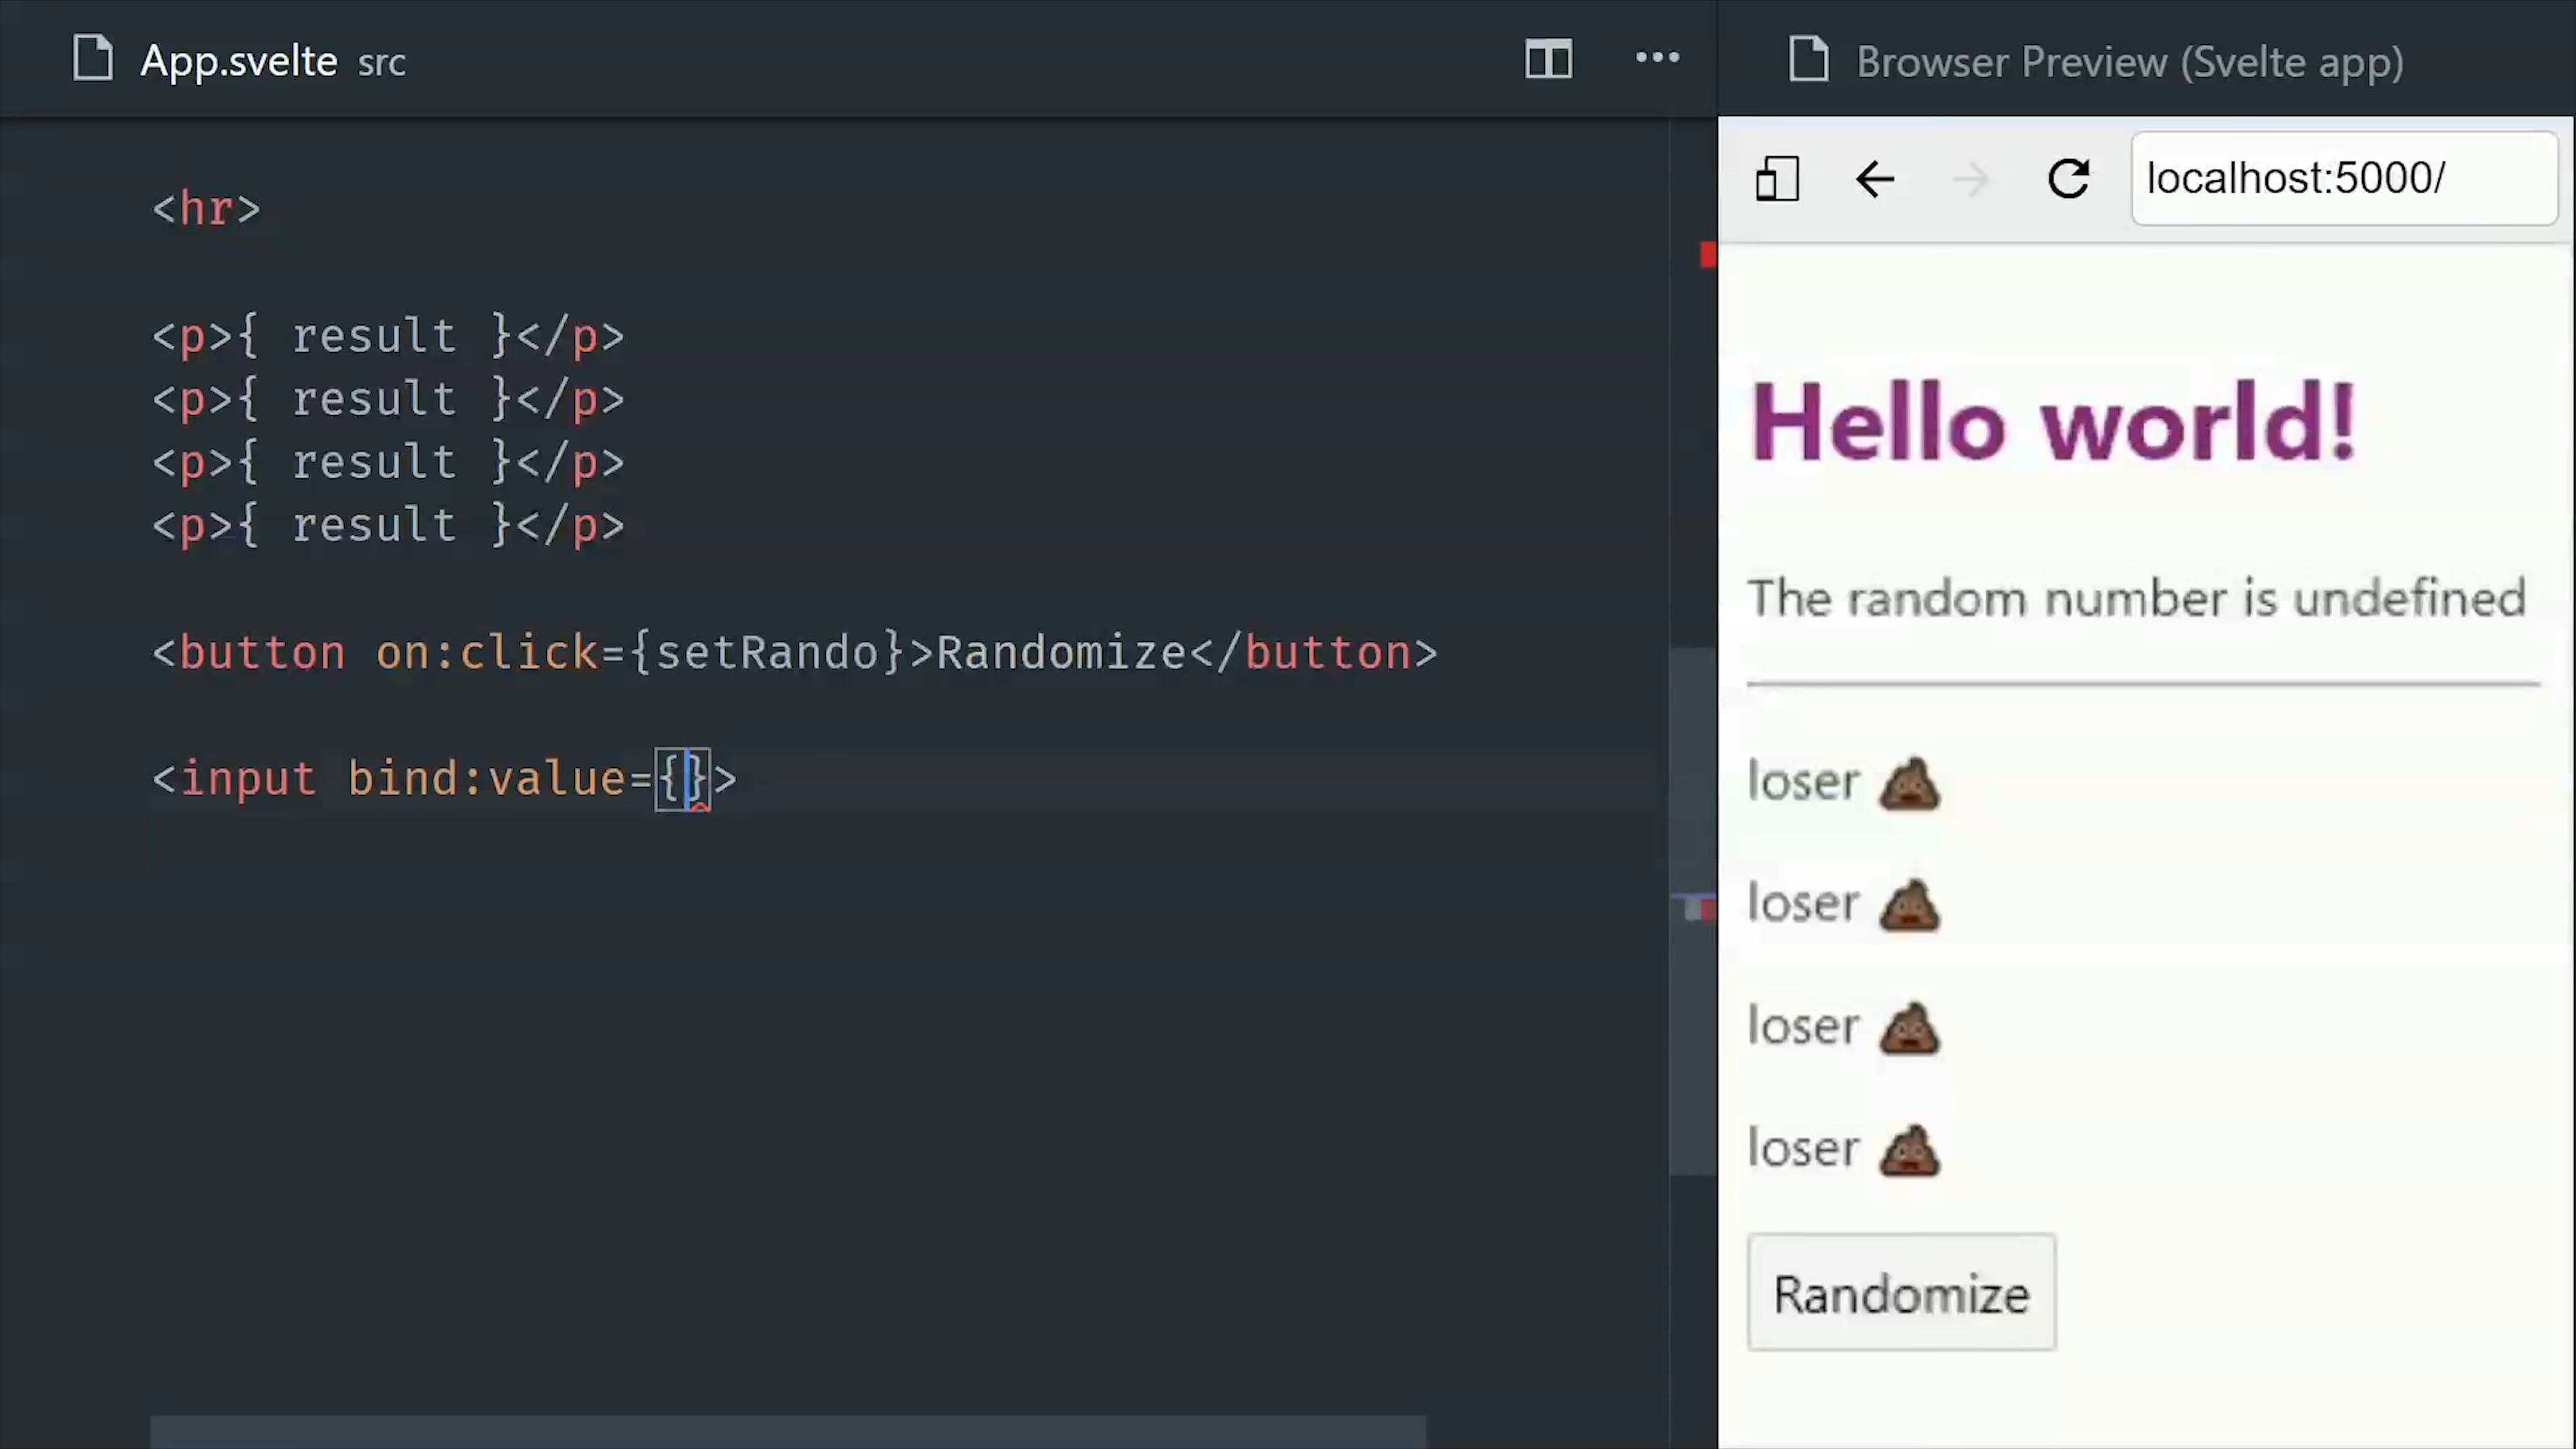 App.svelte src
<hr>
<p>{ result }</p>
<p>{ result }</p>
<p>{ result }</p>
<p>{ result }</p>
<button on:click={setRando}>Randomize</button>
<input bind:value={}>
Browser Preview (Svelte app)
localhost:5000/
Hello world!
The random number is undefined
loser 💩
loser 💩
loser 💩
loser 💩
Randomize